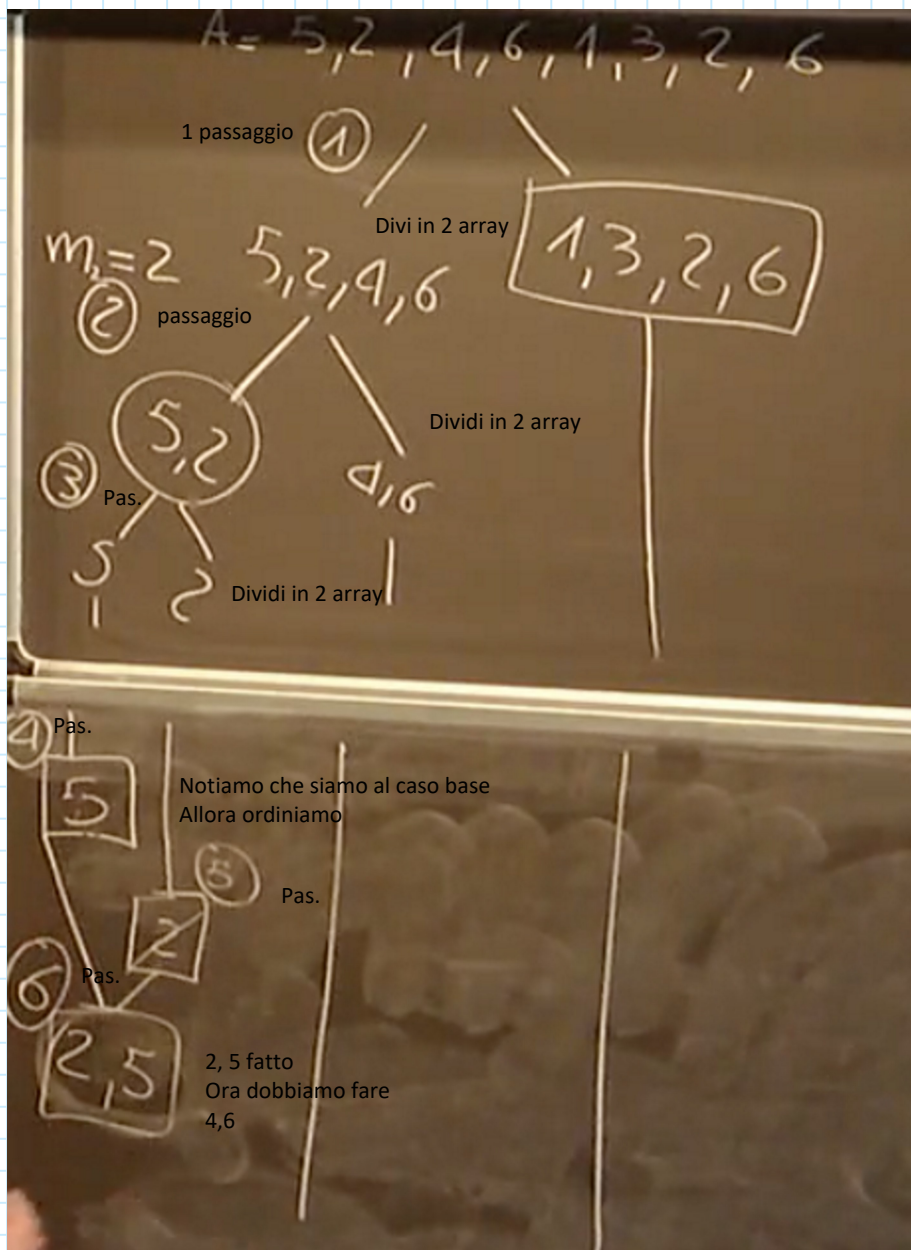 A = 5,2,4,6,1,3,2,6
1 passaggio ①
Divi in 2 array
1,3,2,6
m₂=2 5,2,4,6
② passaggio
5,2
Dividi in 2 array
4,6
③ Pas.
5 2
Dividi in 2 array
④ Pas.
5
Notiamo che siamo al caso base
Allora ordiniamo
2 ⑤ Pas.
⑥ Pas.
2,5
2, 5 fatto
Ora dobbiamo fare
4,6